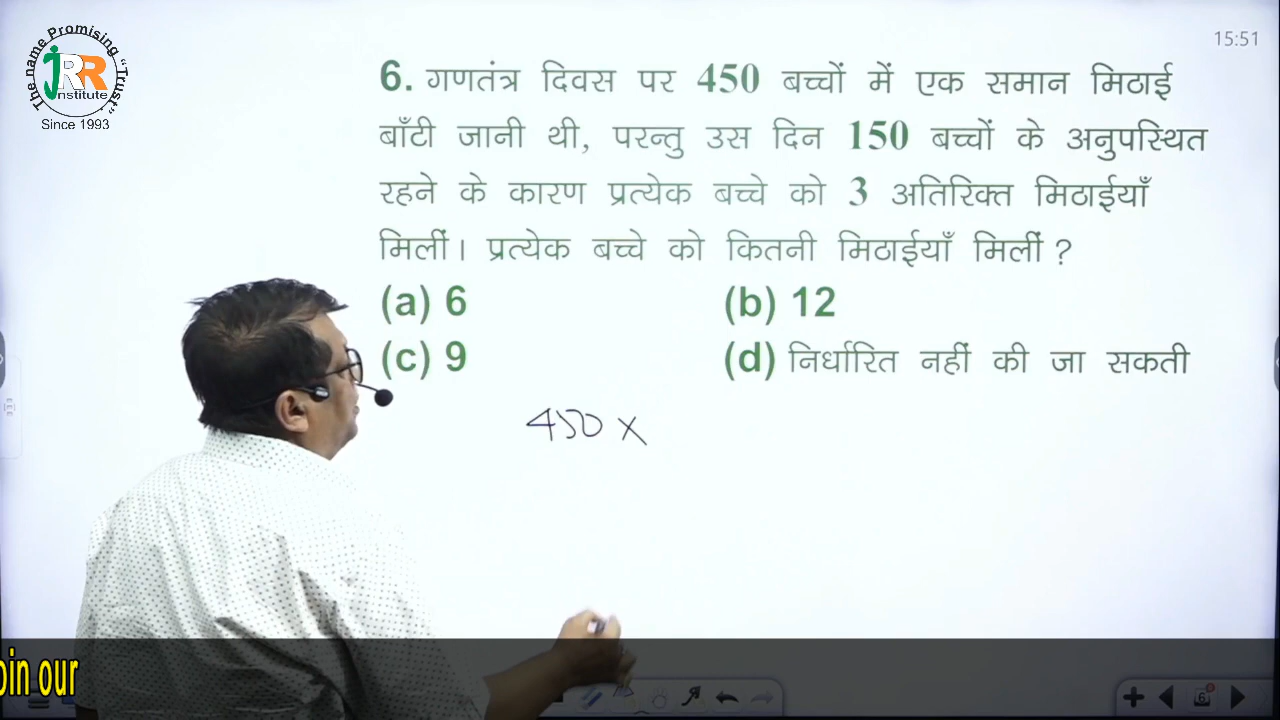 The name Promising "Trust"
JRR
institute
Since 1993
15:51
6. गणतंत्र दिवस पर 450 बच्चों में एक समान मिठाई
बाँटी जानी थी, परन्तु उस दिन 150 बच्चों के अनुपस्थित
रहने के कारण प्रत्येक बच्चे को 3 अतिरिक्त मिठाईयाँ
मिलीं। प्रत्येक बच्चे को कितनी मिठाईयाँ मिलीं ?
(a) 6 (b) 12
(c) 9 (d) निर्धारित नहीं की जा सकती
450 x
oin our
6